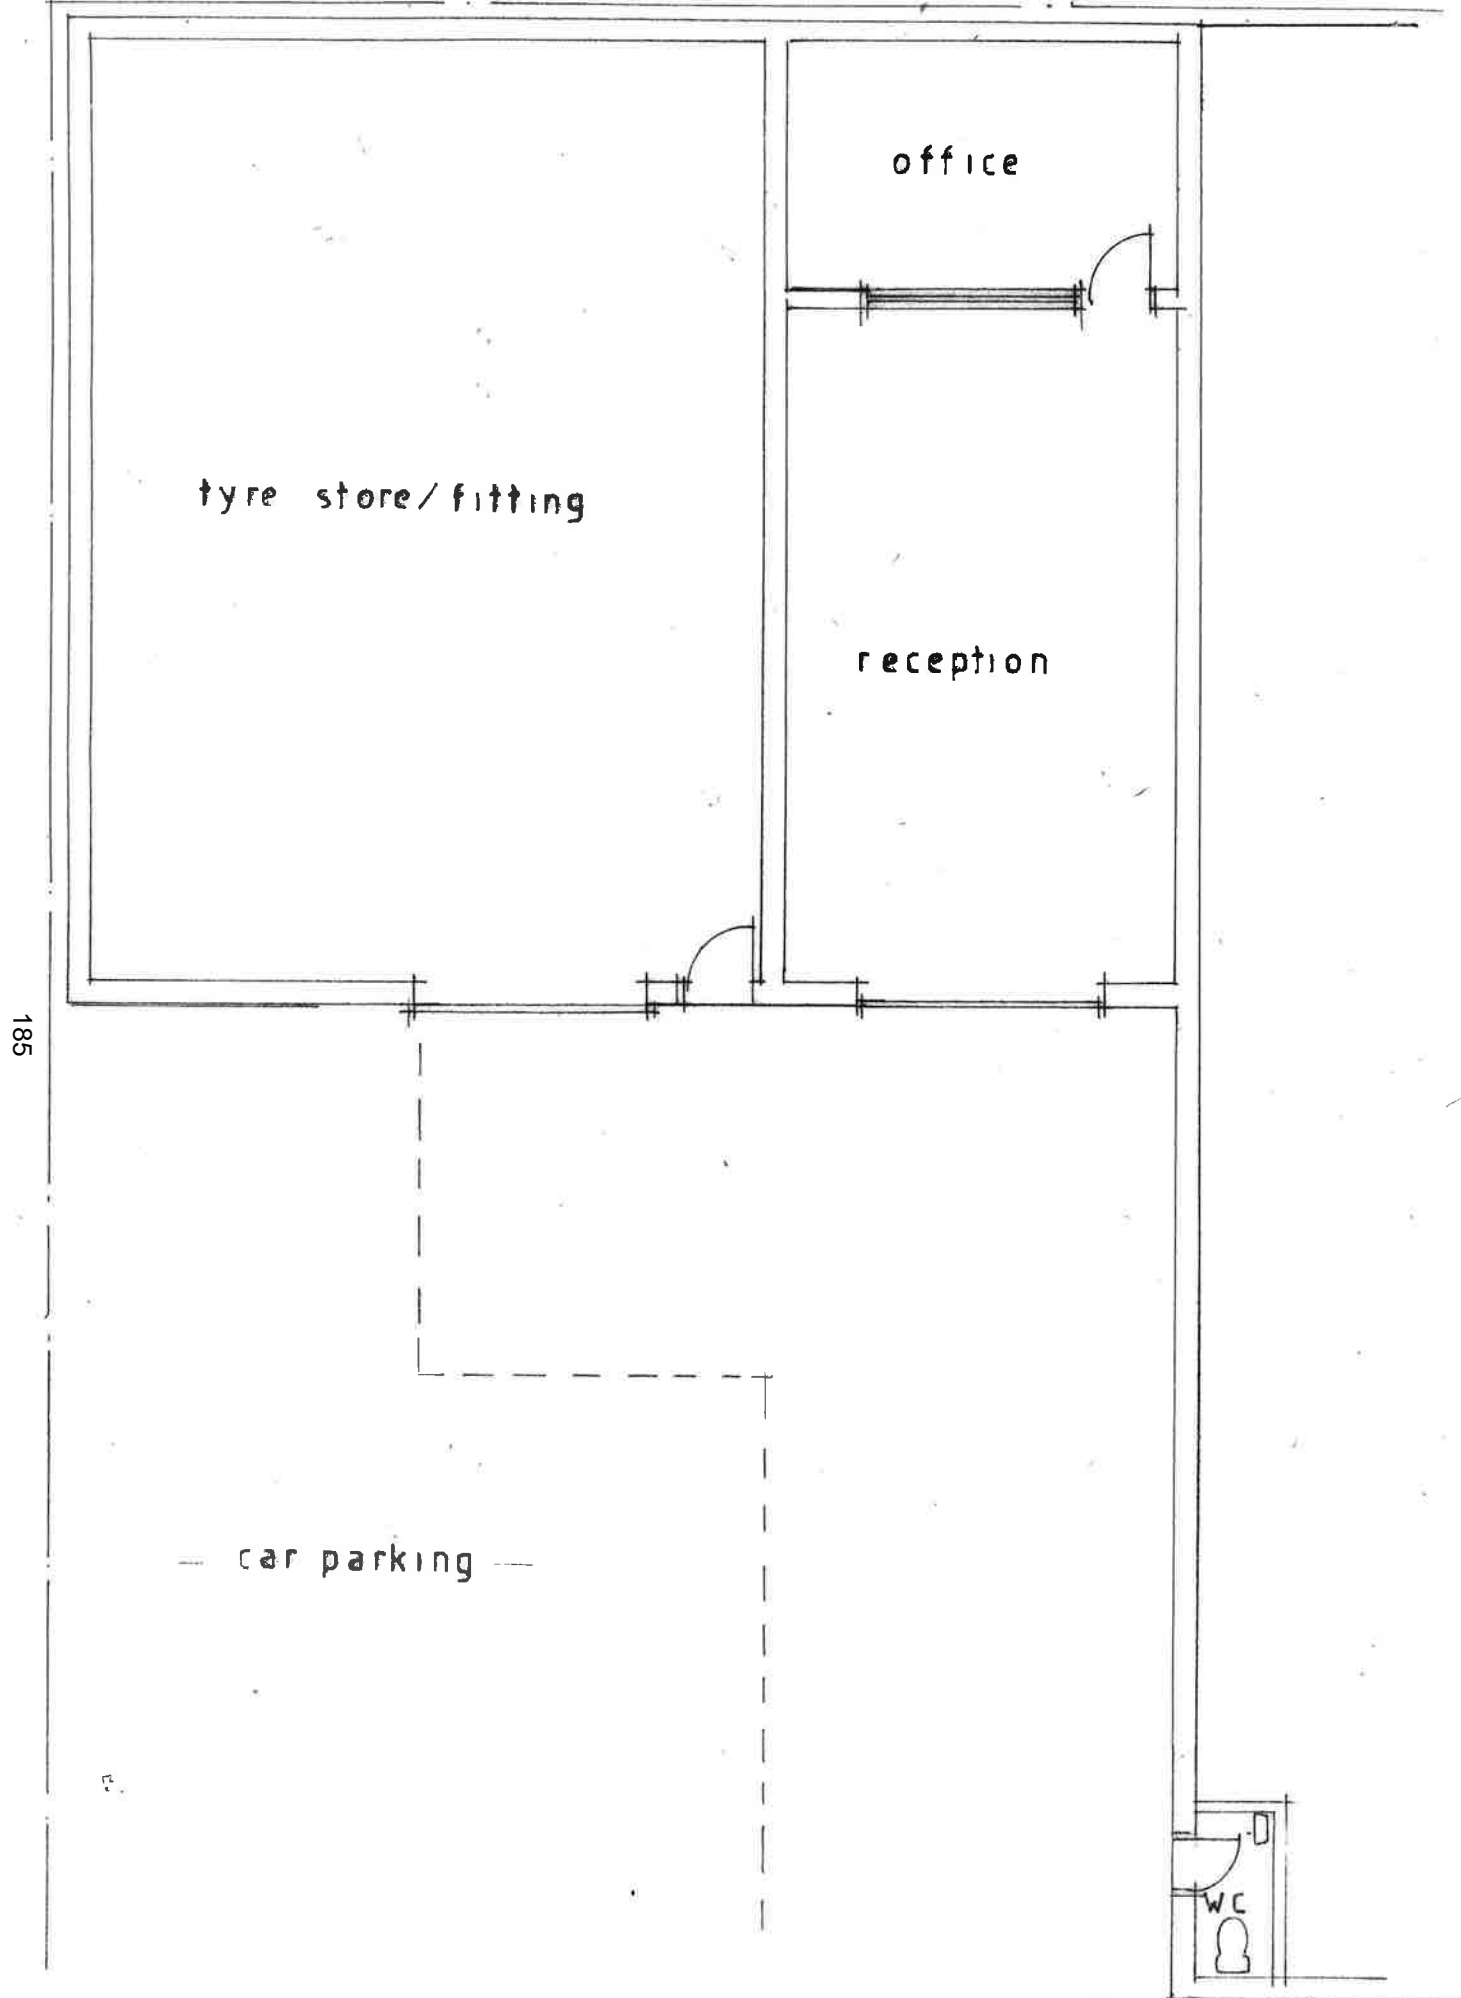 office
tyre store/fitting
reception
185
car parking
WC